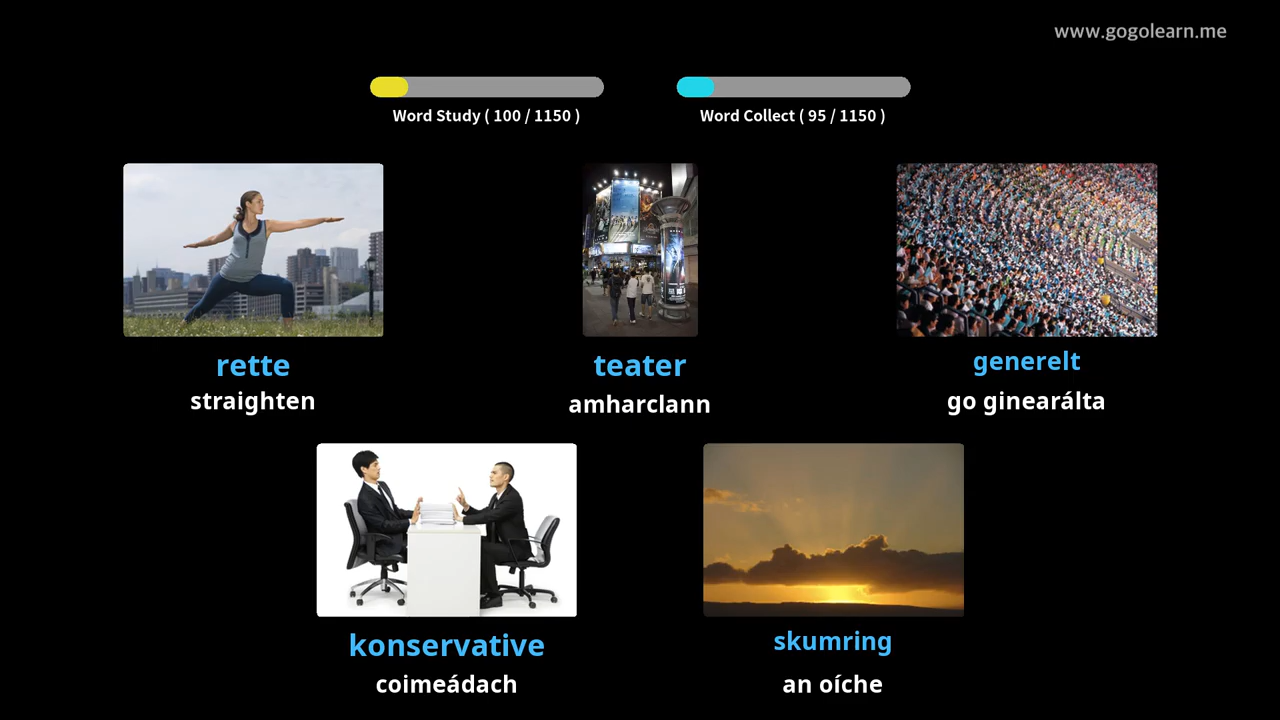 www.gogolearn.me
Word Study ( 100 / 1150 )
Word Collect ( 95 / 1150 )
rette
straighten
teater
amharclann
generelt
go ginearálta
konservative
coimeádach
skumring
an oíche